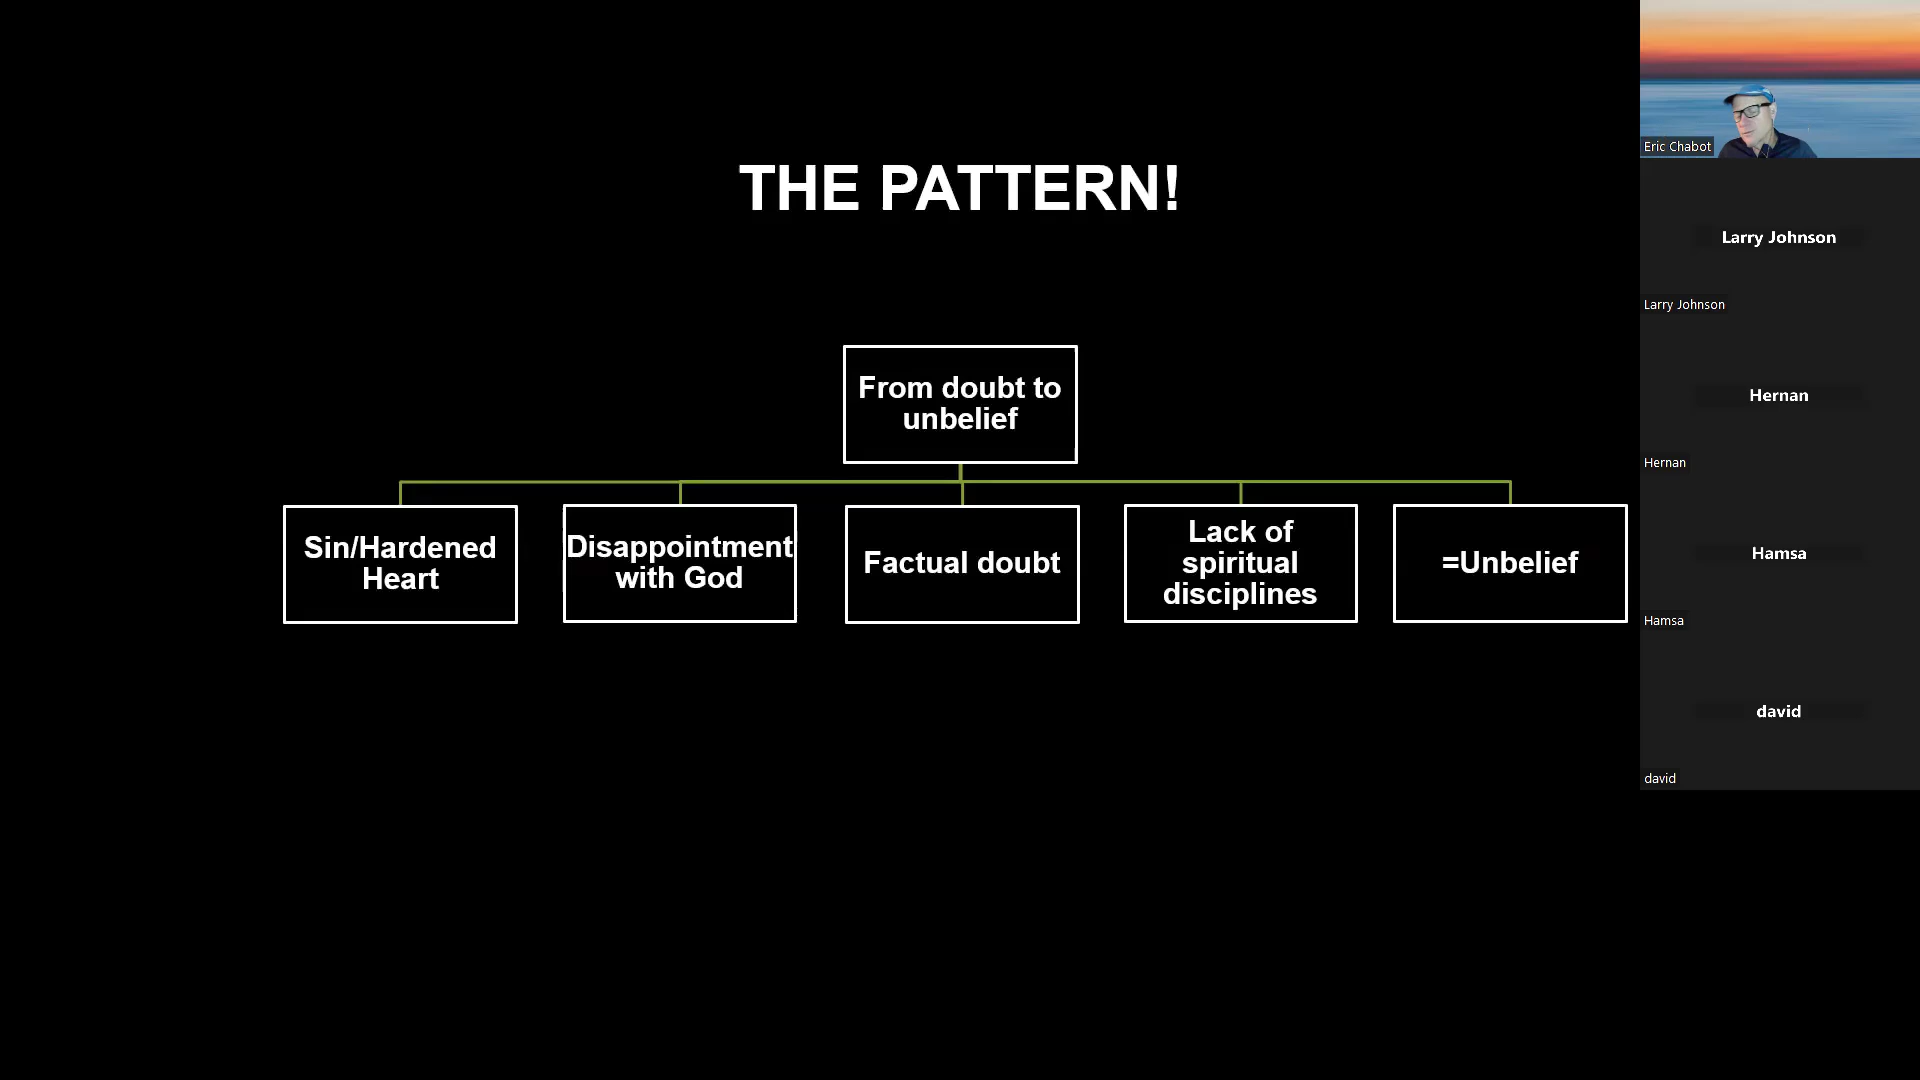 THE PATTERN!
From doubt to
unbelief
Sin/Hardened
Heart
Disappointment
with God
Factual doubt
Lack of
spiritual
disciplines
=Unbelief
Eric Chabot
Larry Johnson
Larry Johnson
Hernan
Hernan
Hamsa
Hamsa
david
david